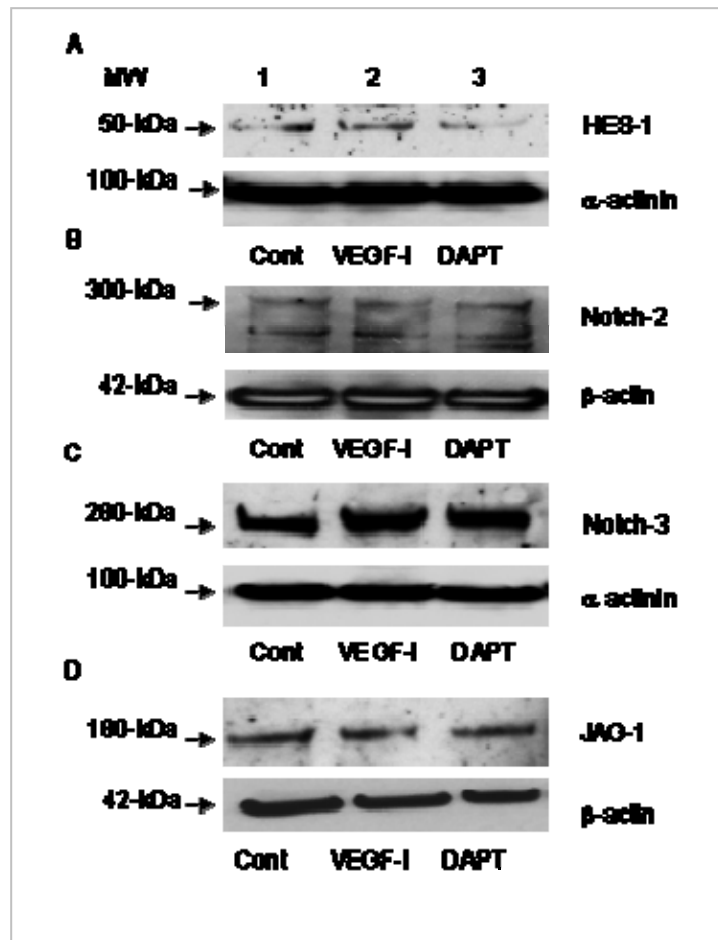 A
MW 1 2 3
50-kDa HES-1
100-kDa α-actinin
B Cont VEGF-I DAPT
300-kDa Notch-2
42-kDa β-actin
C Cont VEGF-I DAPT
280-kDa Notch-3
100-kDa α actinin
Cont VEGF-I DAPT
D
180-kDa JAG-1
42-kDa β-actin
Cont VEGF-I DAPT